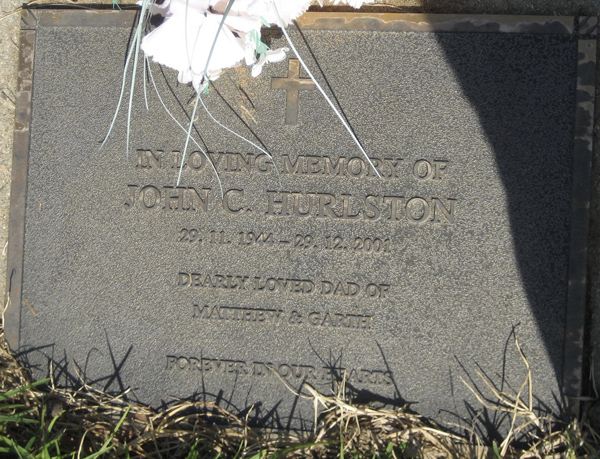 IN LOVING MEMORY OF
JOHN C. HURLSTON
29. 11. 1944 – 29. 12. 2001
DEARLY LOVED DAD OF
MATTHEW & GARTH
FOREVER IN OUR HEARTS